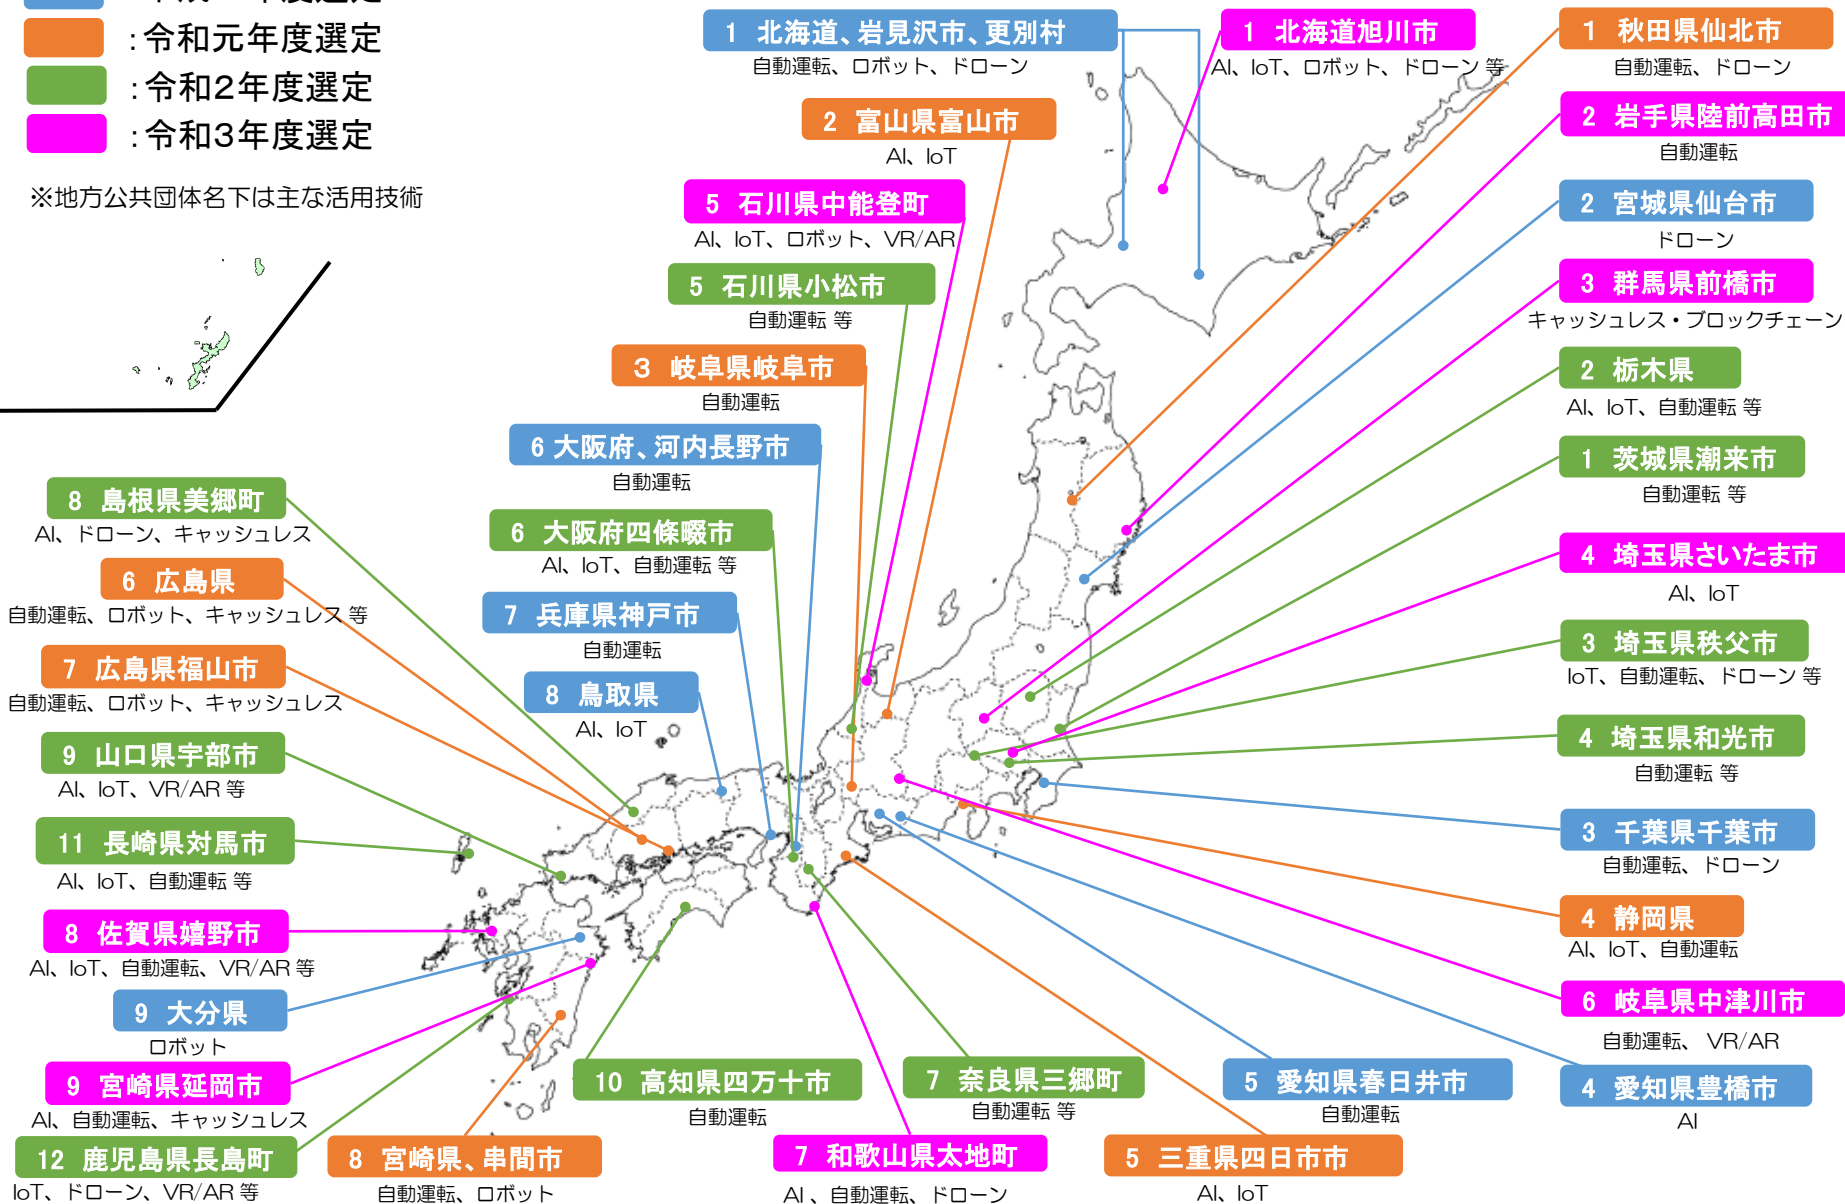 ：令和元年度選定
：令和２年度選定
：令和３年度選定
※地方公共団体名下は主な活用技術
1 北海道、岩見沢市、更別村
自動運転、ロボット、ドローン
1 北海道旭川市
AI、IoT、ロボット、ドローン 等
1 秋田県仙北市
自動運転、ドローン
2 富山県富山市
AI、IoT
2 岩手県陸前高田市
自動運転
5 石川県中能登町
AI、IoT、ロボット、VR/AR
2 宮城県仙台市
ドローン
5 石川県小松市
自動運転 等
3 群馬県前橋市
キャッシュレス・ブロックチェーン
3 岐阜県岐阜市
自動運転
2 栃木県
AI、IoT、自動運転 等
6 大阪府、河内長野市
自動運転
1 茨城県潮来市
自動運転 等
8 島根県美郷町
AI、ドローン、キャッシュレス
6 大阪府四條畷市
AI、IoT、自動運転 等
4 埼玉県さいたま市
AI、IoT
6 広島県
自動運転、ロボット、キャッシュレス 等
7 兵庫県神戸市
自動運転
3 埼玉県秩父市
IoT、自動運転、ドローン 等
7 広島県福山市
自動運転、ロボット、キャッシュレス
8 鳥取県
AI、IoT
4 埼玉県和光市
自動運転 等
9 山口県宇部市
AI、IoT、VR/AR 等
3 千葉県千葉市
自動運転、ドローン
11 長崎県対馬市
AI、IoT、自動運転 等
4 静岡県
AI、IoT、自動運転
8 佐賀県嬉野市
AI、IoT、自動運転、VR/AR 等
6 岐阜県中津川市
自動運転、 VR/AR
9 大分県
ロボット
9 宮崎県延岡市
AI、自動運転、キャッシュレス
10 高知県四万十市
自動運転
7 奈良県三郷町
自動運転 等
5 愛知県春日井市
自動運転
4 愛知県豊橋市
AI
12 鹿児島県長島町
IoT、ドローン、VR/AR 等
8 宮崎県、串間市
自動運転、ロボット
7 和歌山県太地町
AI 、自動運転、ドローン
5 三重県四日市市
AI、IoT